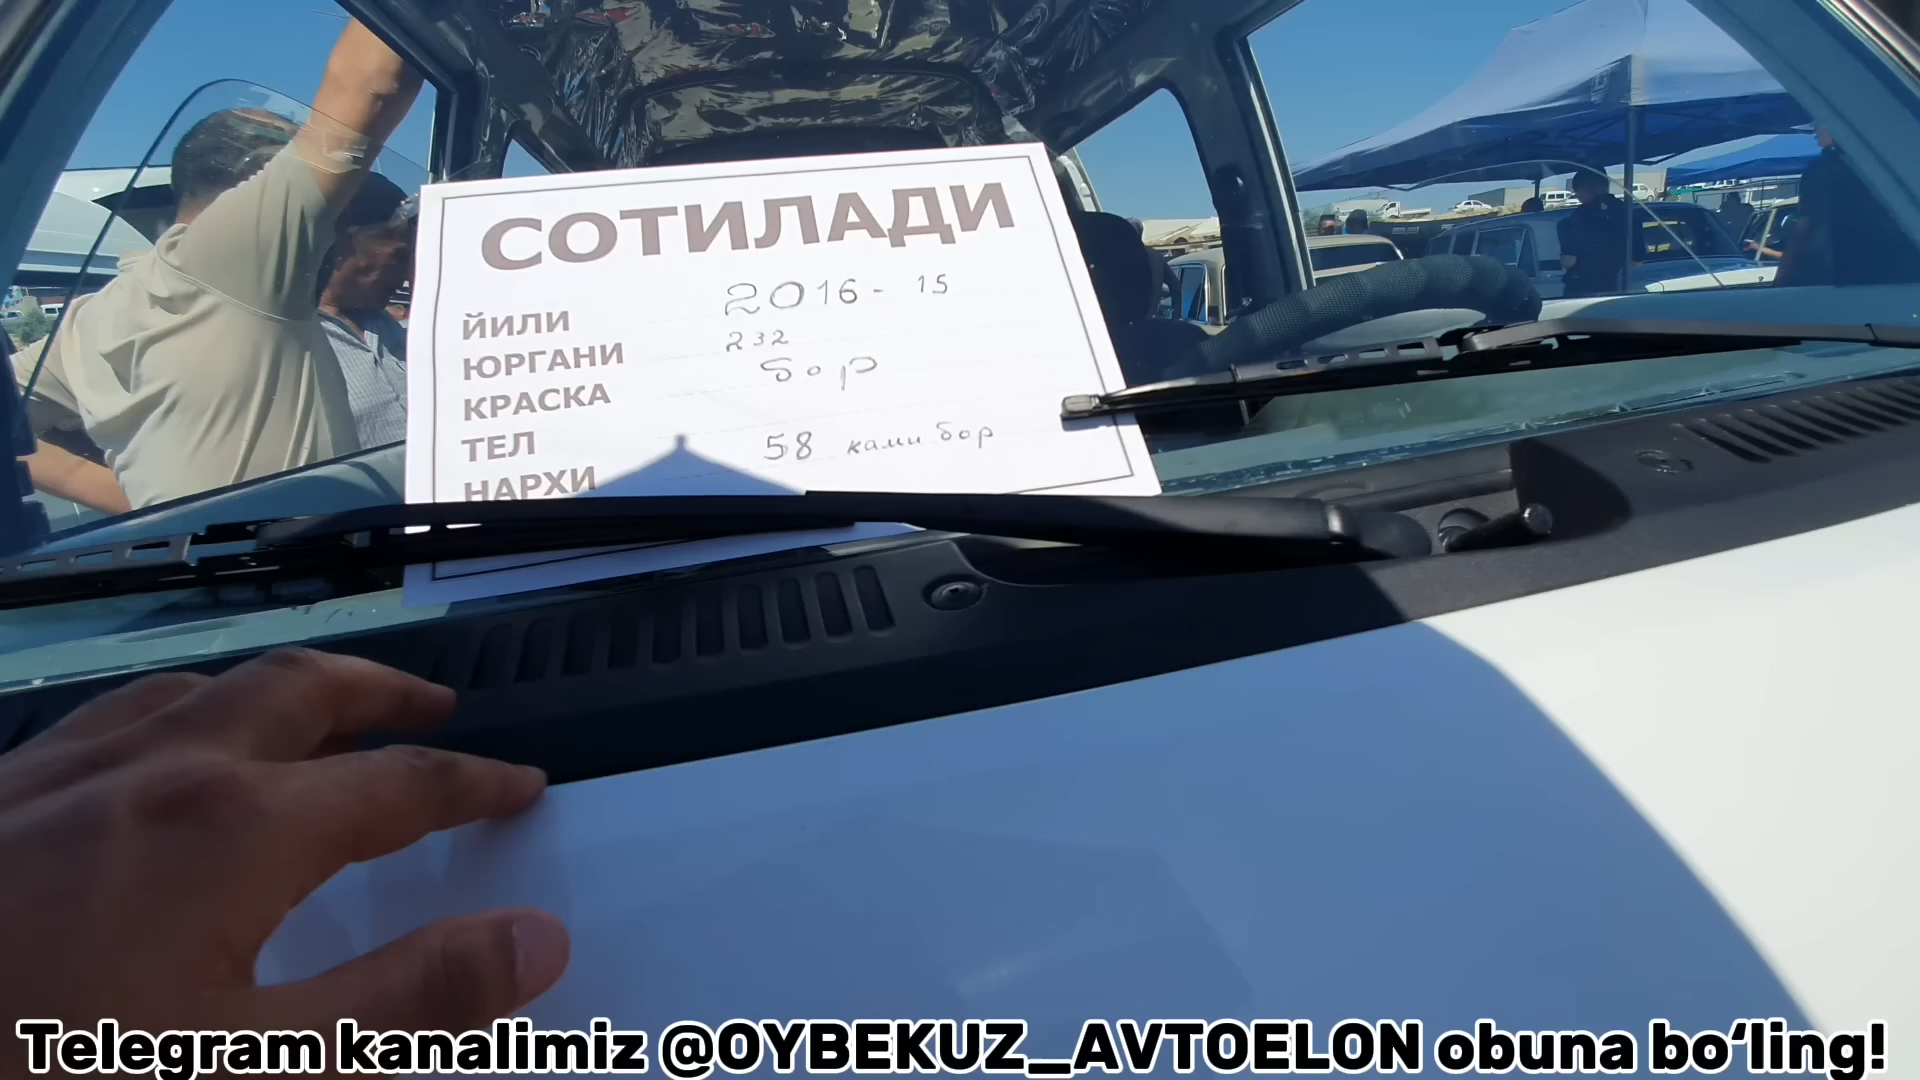 СОТИЛАДИ
ЙИЛИ 2016 - 15
ЮРГАНИ 232
КРАСКА бор
ТЕЛ
НАРХИ 58 ками бор
Telegram kanalimiz @OYBEKUZ_AVTOELON obuna bo‘ling!